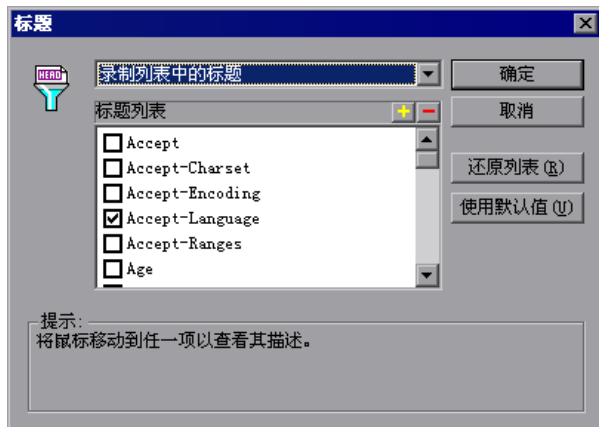 标题
HEAD
录制列表中的标题
确定
标题列表
取消
Accept
Accept-Charset
还原列表(R)
Accept-Encoding
使用默认值(U)
Accept-Language
Accept-Ranges
Age
提示:
将鼠标移动到任一项以查看其描述。